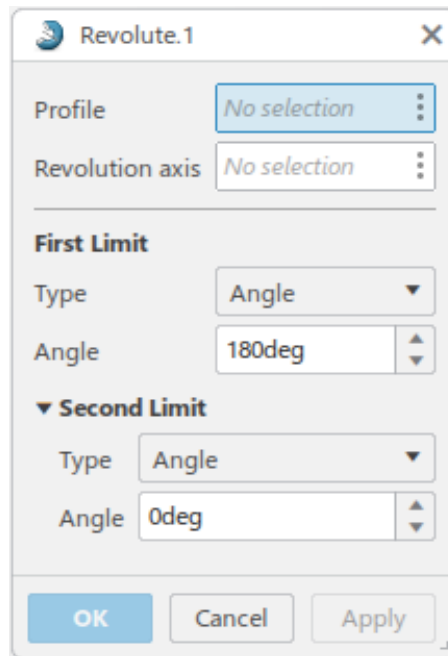 Revolute.1
Profile No selection
Revolution axis No selection
First Limit
Type Angle
Angle 180deg
Second Limit
Type Angle
Angle 0deg
OK Cancel Apply